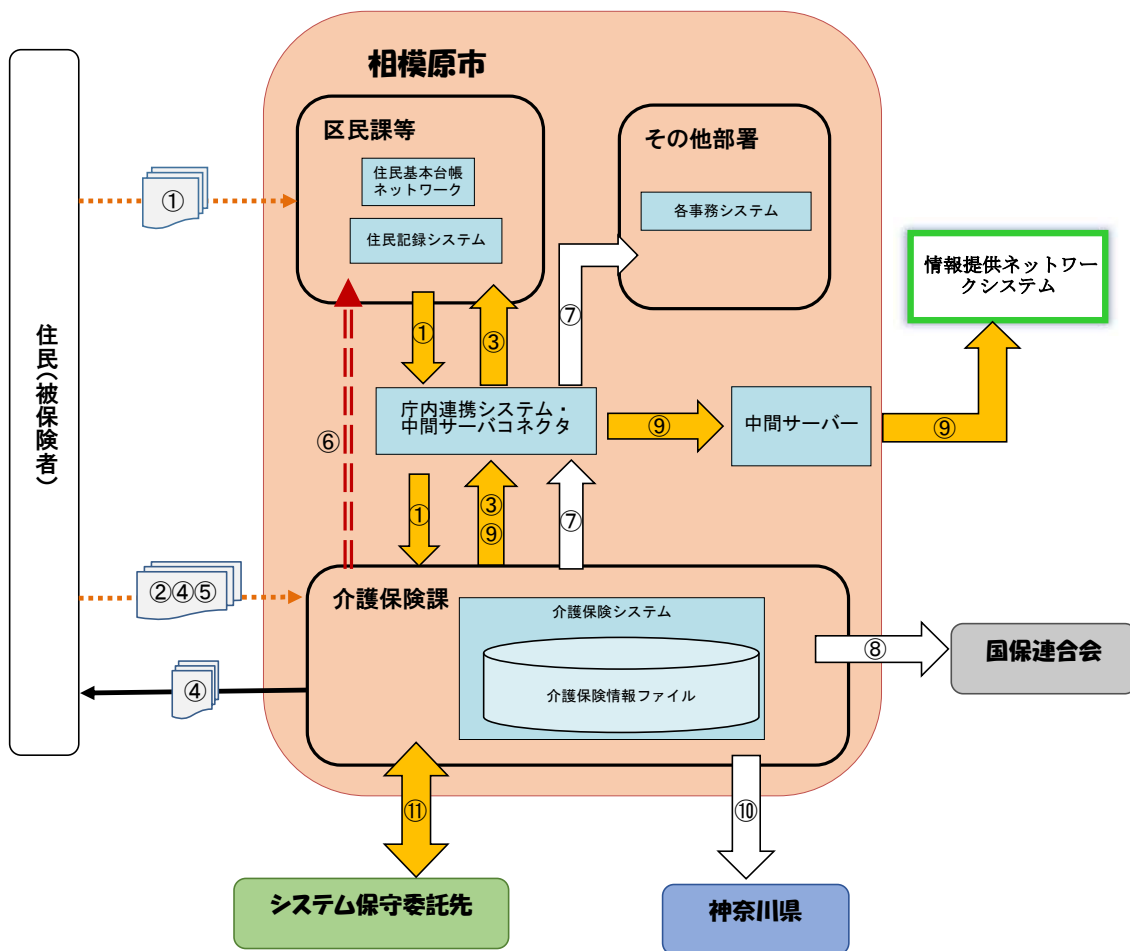 相模原市
区民課等
住民基本台帳
ネットワーク
住民記録システム
その他部署
各事務システム
①
情報提供ネットワー
クシステム
住民(被保険者)
①
③
⑦
庁内連携システム・
中間サーバコネクタ
⑨
中間サーバー
⑨
⑥
①
③
⑨
⑦
②④⑤
介護保険課
介護保険システム
介護保険情報ファイル
⑧
国保連合会
④
⑪
⑩
システム保守委託先
神奈川県